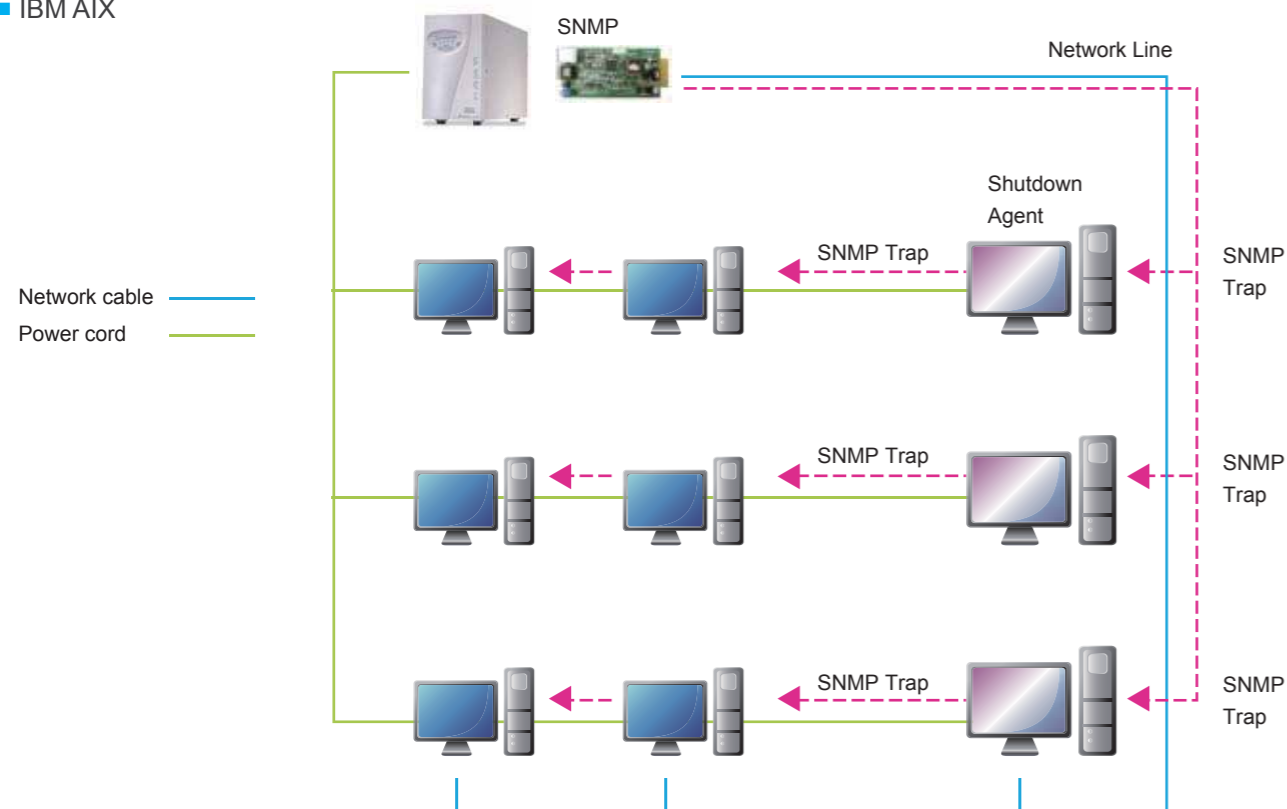 IBM AIX
SNMP
Network Line
Shutdown
Agent
SNMP Trap
SNMP
Trap
Network cable
Power cord
SNMP Trap
SNMP
Trap
SNMP Trap
SNMP
Trap